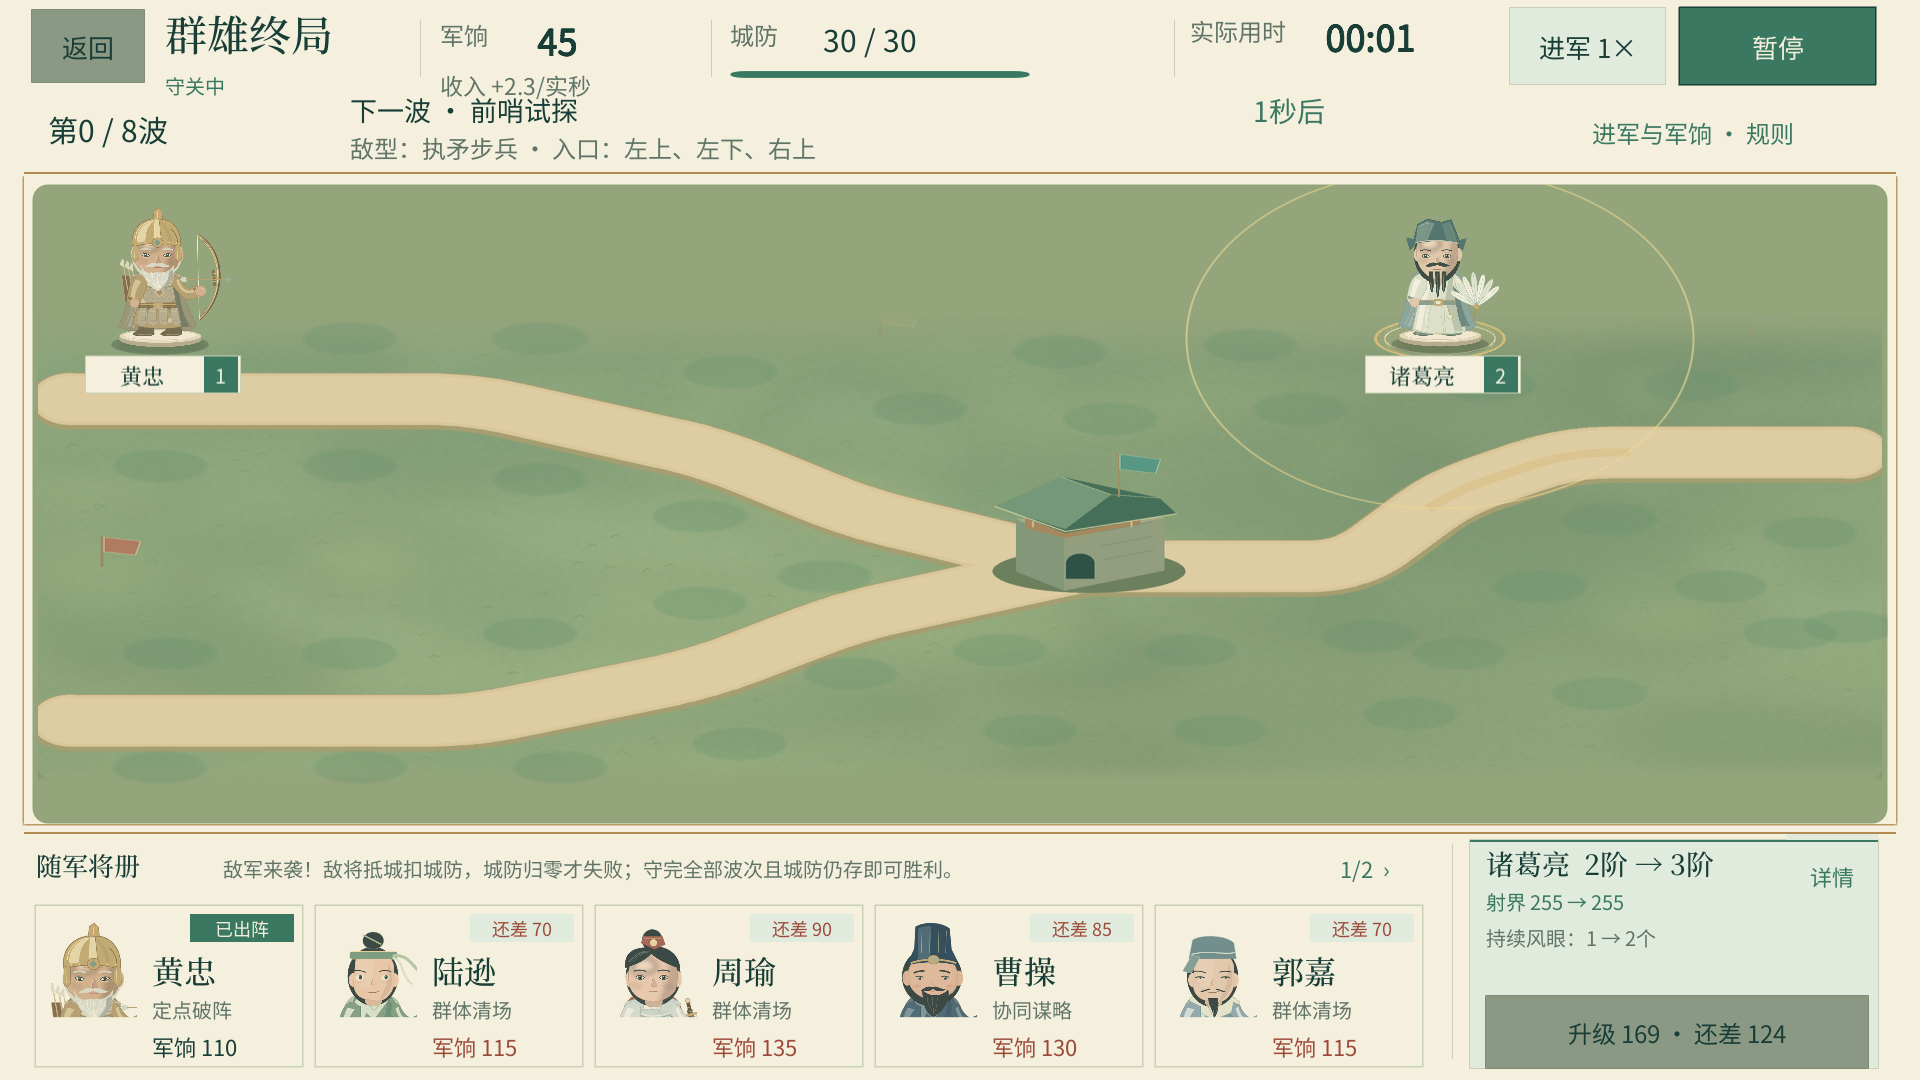 返回
群雄终局
守关中
军饷 45
收入 +2.3/实秒
城防 30 / 30
实际用时 00:01
进军 1×
暂停
第0 / 8波
下一波 · 前哨试探
敌型：执矛步兵 · 入口：左上、左下、右上
1秒后
进军与军饷 · 规则
黄忠 1
诸葛亮 2
随军将册
敌军来袭！敌将抵城扣城防，城防归零才失败；守完全部波次且城防仍存即可胜利。
1/2 ›
已出阵
黄忠
定点破阵
军饷 110
还差 70
陆逊
群体清场
军饷 115
还差 90
周瑜
群体清场
军饷 135
还差 85
曹操
协同谋略
军饷 130
还差 70
郭嘉
群体清场
军饷 115
诸葛亮 2阶 → 3阶
详情
射界 255 → 255
持续风眼：1 → 2个
升级 169 · 还差 124